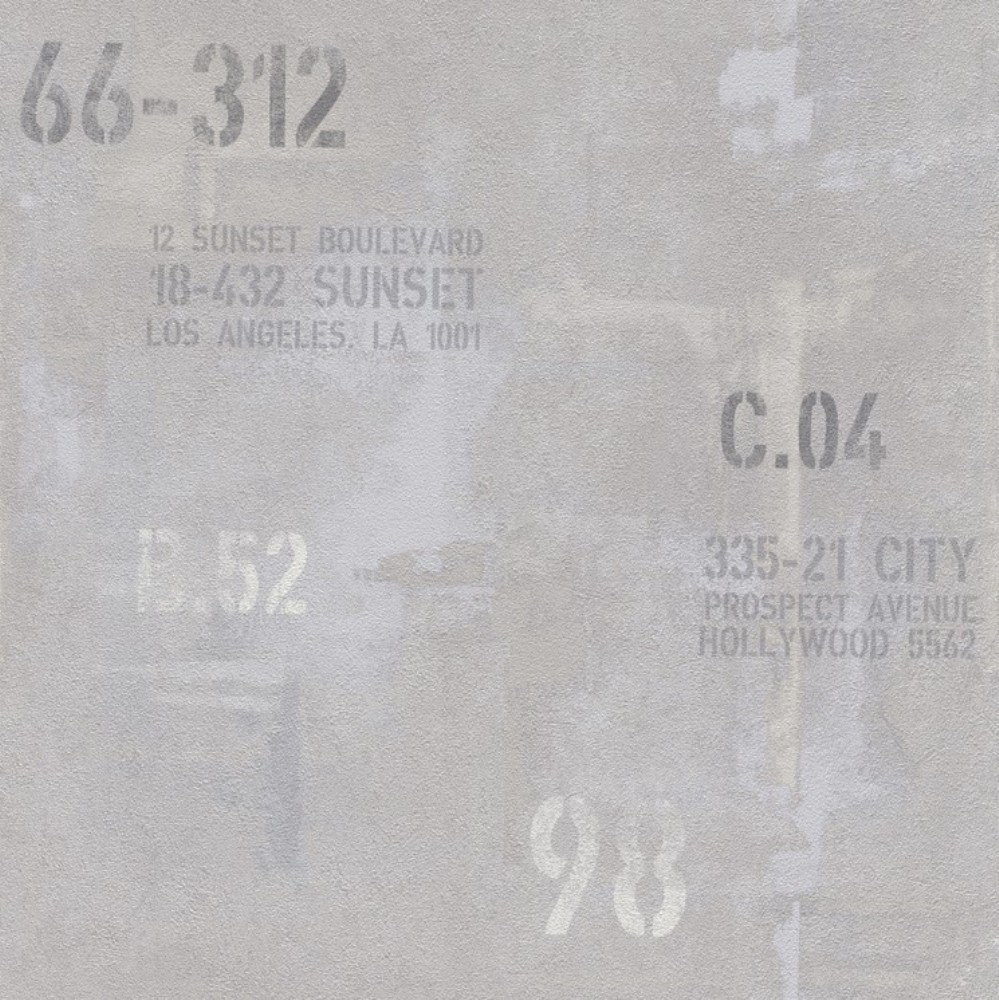 66-312
12 SUNSET BOULEVARD
18-432 SUNSET
LOS ANGELES. LA 1001
C.04
B.52
335-21 CITY
PROSPECT AVENUE
HOLLYWOOD 5562
98